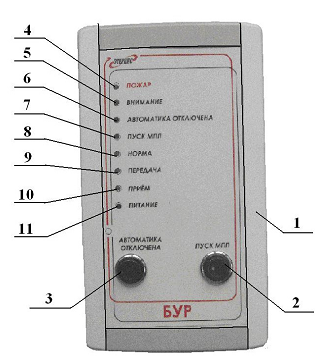 4
5
6
7
8
9
10
11
ПОЖАР
ВНИМАНИЕ
АВТОМАТИКА ОТКЛЮЧЕНА
ПУСК МПП
НОРМА
ПЕРЕДАЧА
ПРИЁМ
ПИТАНИЕ
1
АВТОМАТИКА
ОТКЛЮЧЕНА
ПУСК МПП
3
2
БУР